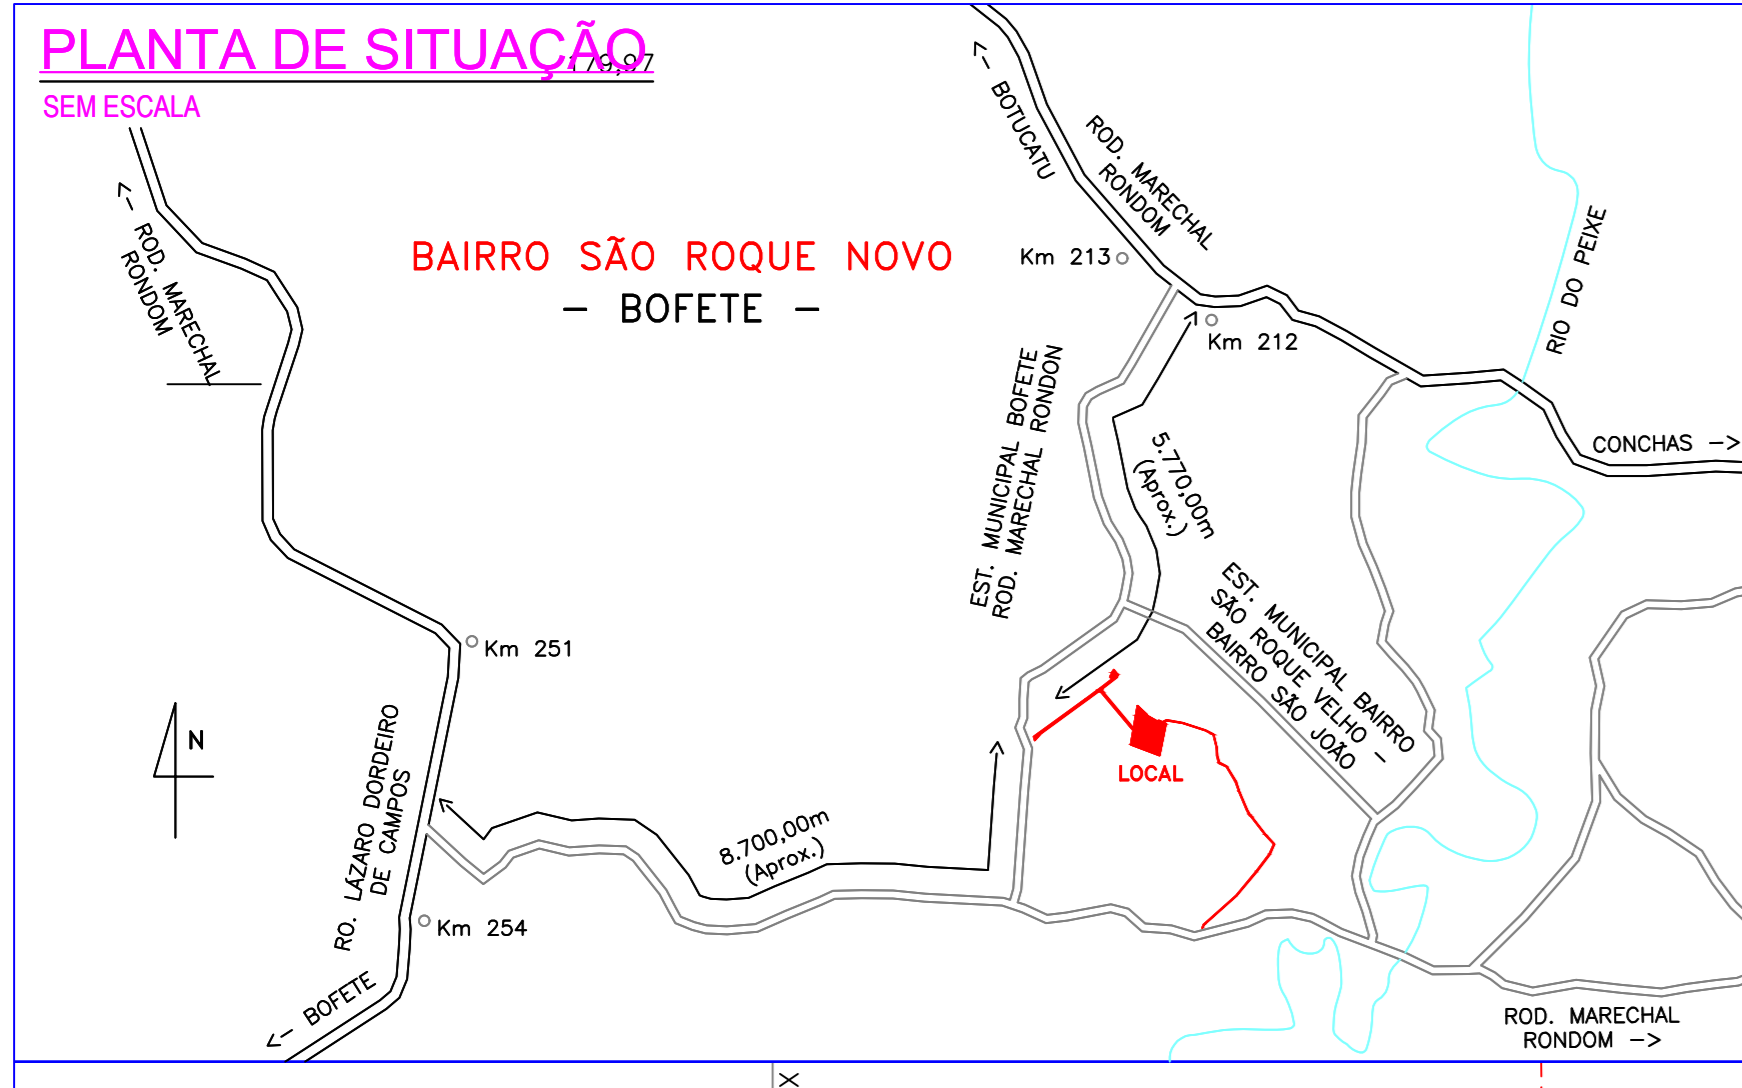 PLANTA DE SITUAÇÃO
179,97
SEM ESCALA
<- BOTUCATU
ROD. MARECHAL
RONDOM
<- ROD. MARECHAL
RONDOM
BAIRRO SÃO ROQUE NOVO
- BOFETE -
Km 213
Km 212
RIO DO PEIXE
CONCHAS ->
EST. MUNICIPAL BOFETE
ROD. MARECHAL RONDON
5.770,00m
(Aprox.)
EST. MUNICIPAL BAIRRO
SÃO ROQUE VELHO -
BAIRRO SÃO JOÃO
Km 251
N
LOCAL
RO. LÁZARO DORDEIRO
DE CAMPOS
8.700,00m
(Aprox.)
Km 254
<- BOFETE
ROD. MARECHAL
RONDOM ->
X